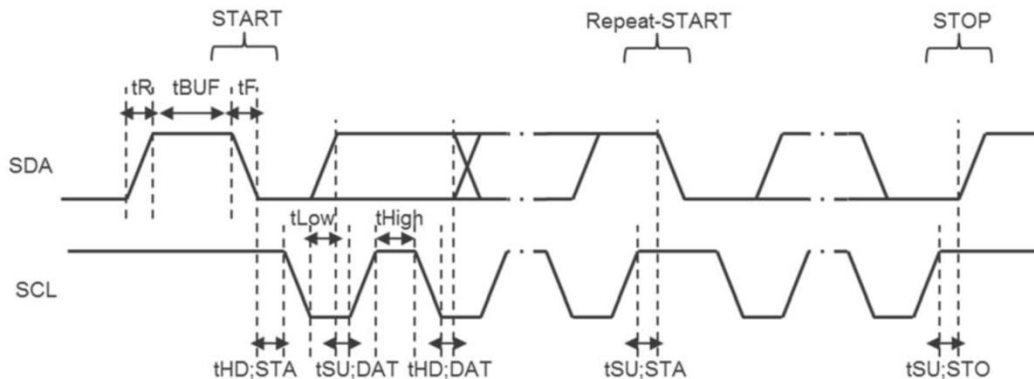 START Repeat-START STOP
tR tBUF tF
SDA
tLow tHigh
SCL
tHD;STA tSU;DAT tHD;DAT tSU;STA tSU;STO